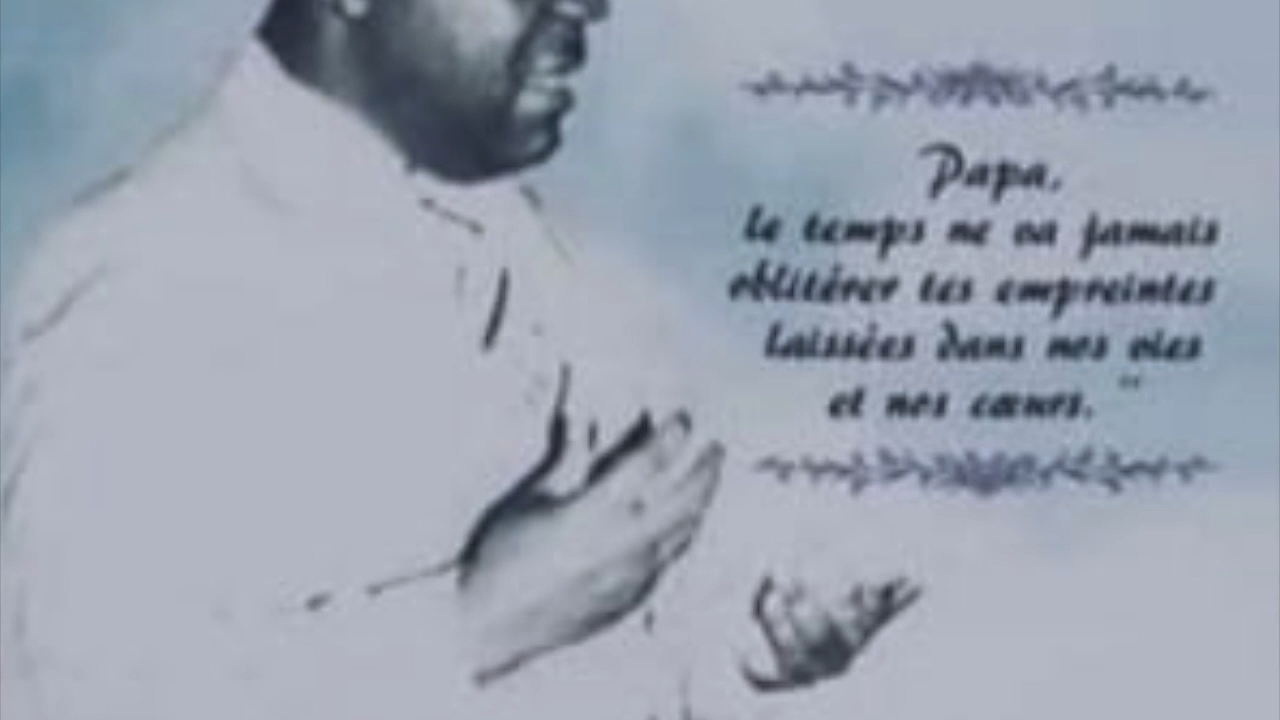 Papa,
le temps ne va jamais
oblitérer tes empreintes
laissées dans nos vies
et nos cœurs. "